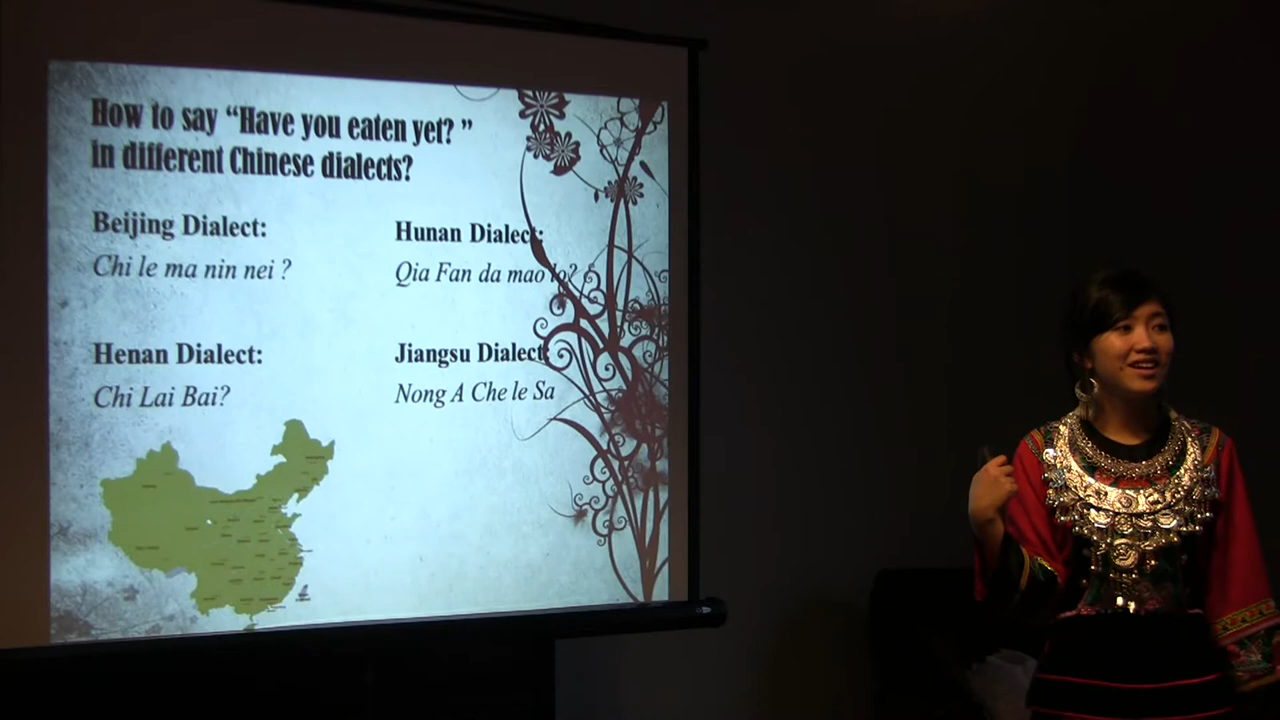 How to say “Have you eaten yet? ”
in different Chinese dialects?
Beijing Dialect:
Chi le ma nin nei ?
Hunan Dialect:
Qia Fan da mao lo?
Henan Dialect:
Chi Lai Bai?
Jiangsu Dialect:
Nong A Che le Sa